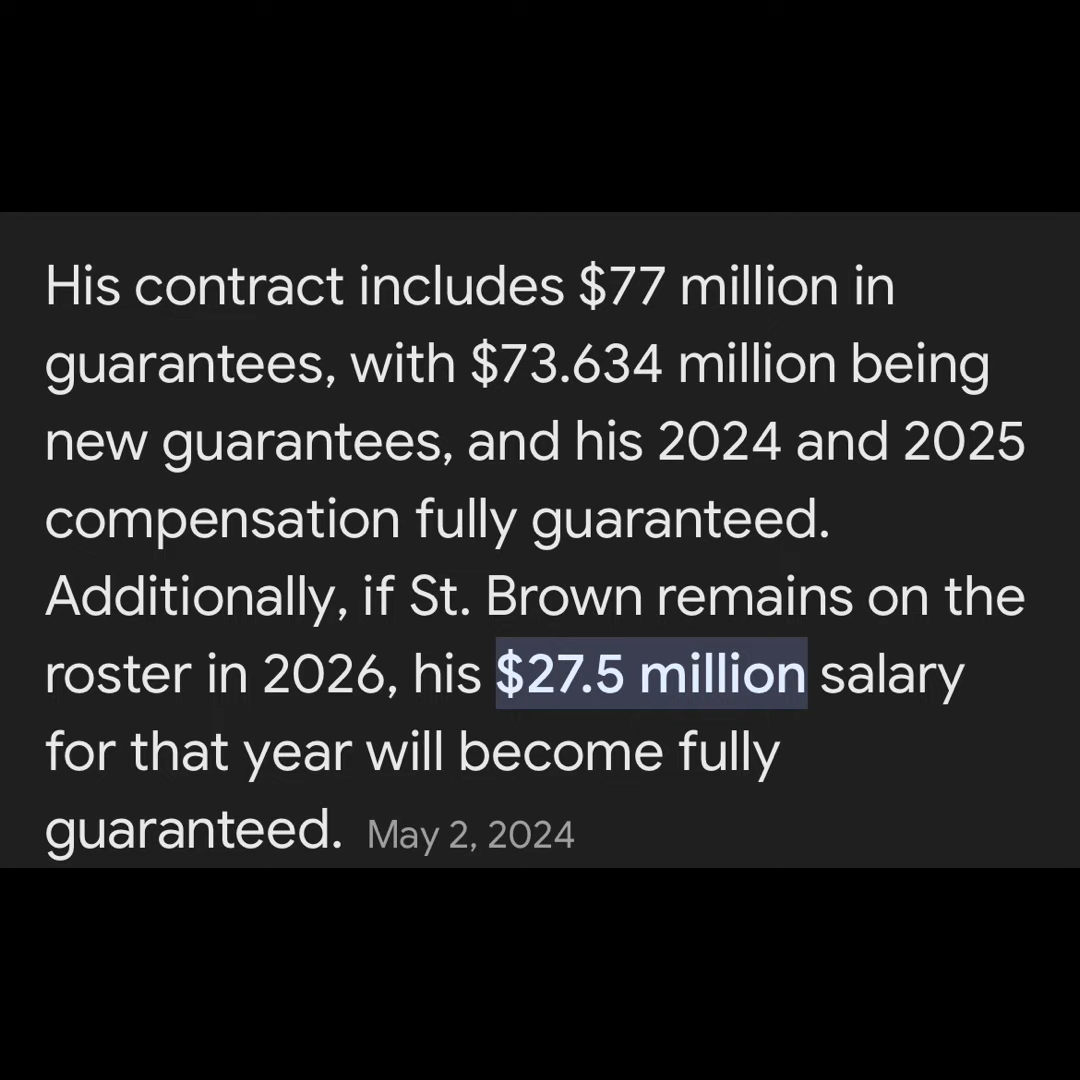 His contract includes $77 million in
guarantees, with $73.634 million being
new guarantees, and his 2024 and 2025
compensation fully guaranteed.
Additionally, if St. Brown remains on the
roster in 2026, his $27.5 million salary
for that year will become fully
guaranteed. May 2, 2024